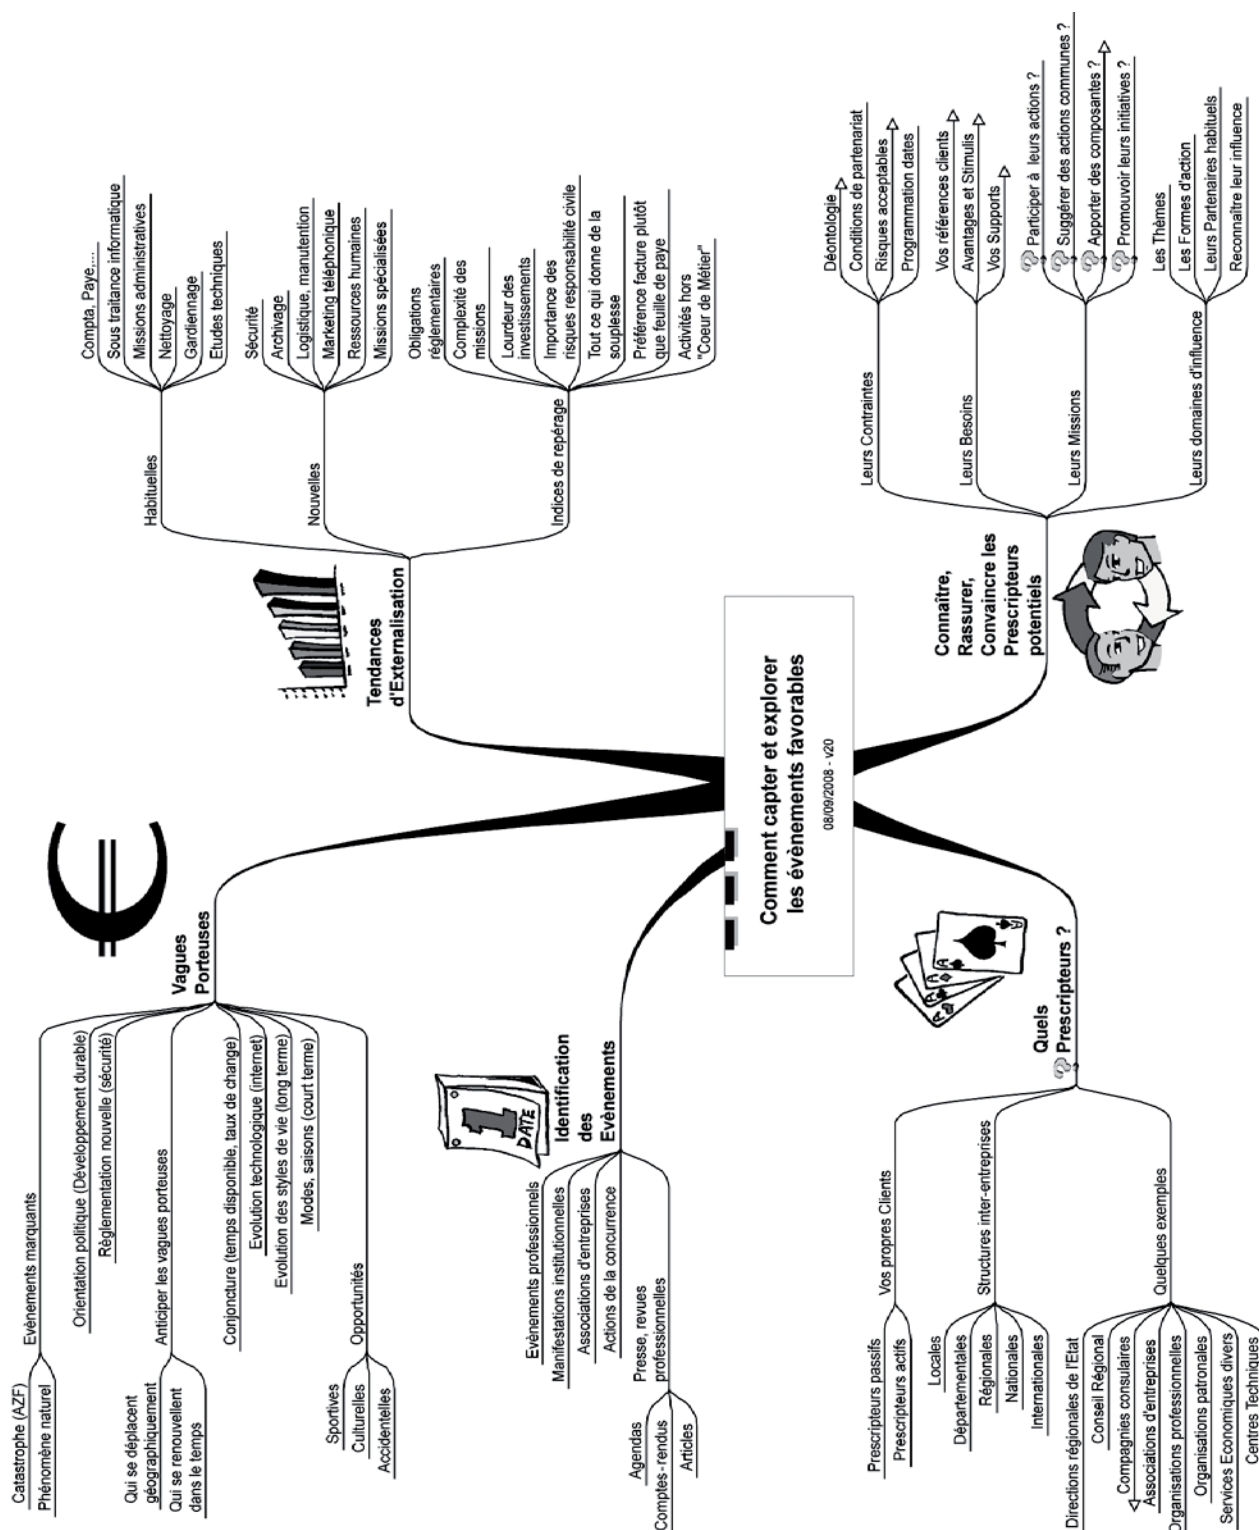 Comment capter et explorer
les évènements favorables
08/09/2008 - v20
Tendances
d'Externalisation
Habituelles
Compta, Paye,...
Sous traitance informatique
Missions administratives
Nettoyage
Gardiennage
Etudes techniques
Nouvelles
Sécurité
Archivage
Logistique, manutention
Marketing téléphonique
Ressources humaines
Missions spécialisées
Indices de repérage
Obligations
réglementaires
Complexité des
missions
Lourdeur des
investissements
Importance des
risques responsabilité civile
Tout ce qui donne de la
souplesse
Préférence facture plutôt
que feuille de paye
Activités hors
"Coeur de Métier"
Connaître,
Rassurer,
Convaincre les
Prescripteurs
potentiels
Leurs Contraintes
Déontologie
Conditions de partenariat
Risques acceptables
Programmation dates
Leurs Besoins
Vos références clients
Avantages et Stimulis
Vos Supports
Leurs Missions
Participer à leurs actions ?
Suggérer des actions communes ?
Apporter des composantes ?
Promouvoir leurs initiatives ?
Leurs domaines d'influence
Les Thèmes
Les Formes d'action
Leurs Partenaires habituels
Reconnaître leur influence
Quels
Prescripteurs ?
Vos propres Clients
Prescripteurs passifs
Prescripteurs actifs
Structures inter-entreprises
Locales
Départementales
Régionales
Nationales
Internationales
Quelques exemples
Directions régionales de l'Etat
Conseil Régional
Compagnies consulaires
Associations d'entreprises
Organisations professionnelles
Organisations patronales
Services Economiques divers
Centres Techniques
Identification
des
Evènements
1
DATE
Evènements professionnels
Manifestations institutionnelles
Associations d'entreprises
Actions de la concurrence
Presse, revues
professionnelles
Agendas
Comptes-rendus
Articles
Vagues
Porteuses
Evènements marquants
Catastrophe (AZF)
Phénomène naturel
Orientation politique (Développement durable)
Règlementation nouvelle (sécurité)
Anticiper les vagues porteuses
Qui se déplacent
géographiquement
Qui se renouvellent
dans le temps
Conjoncture (temps disponible, taux de change)
Evolution technologique (internet)
Evolution des styles de vie (long terme)
Modes, saisons (court terme)
Opportunités
Sportives
Culturelles
Accidentelles
A
A
A
A
A